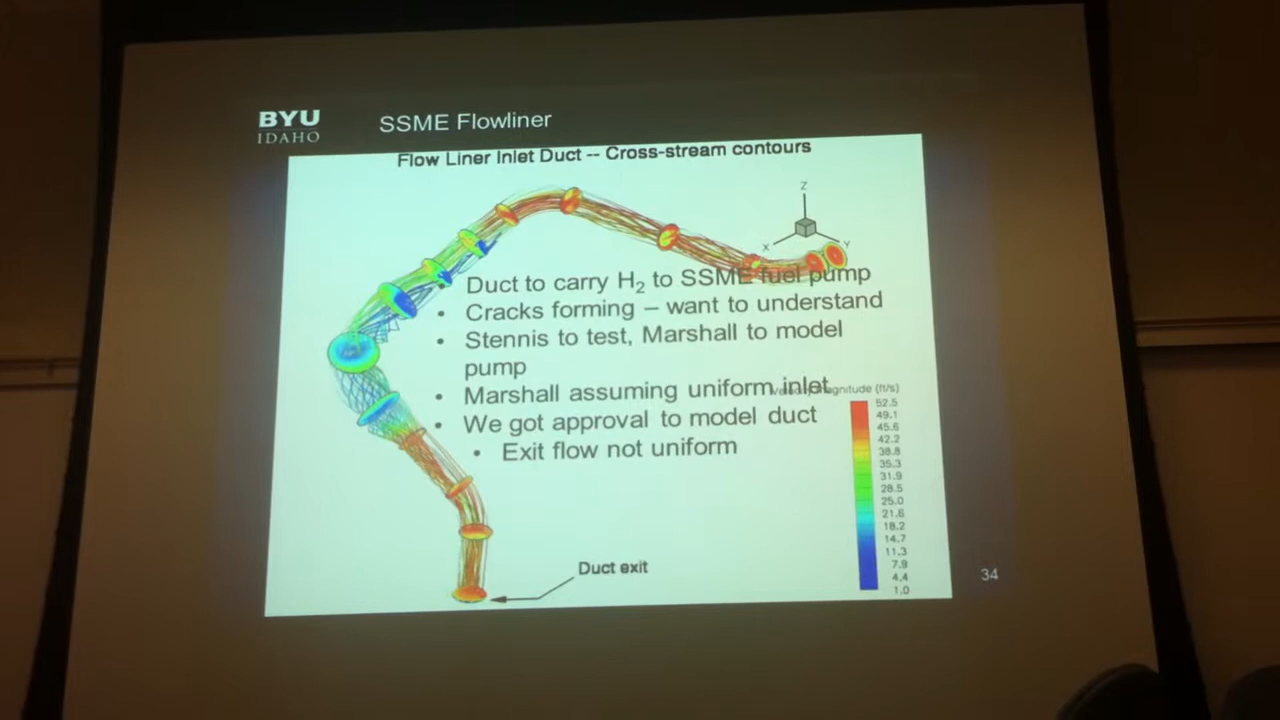 BYU
IDAHO
SSME Flowliner
Flow Liner Inlet Duct -- Cross-stream contours
Z
X
Y
• Duct to carry H₂ to SSME fuel pump
• Cracks forming – want to understand
• Stennis to test, Marshall to model
pump
• Marshall assuming uniform inlet
• We got approval to model duct
• Exit flow not uniform
Velocity Magnitude (ft/s)
52.5
49.1
45.6
42.2
38.8
35.3
31.9
28.5
25.0
21.6
18.2
14.7
11.3
7.9
4.4
1.0
Duct exit
34